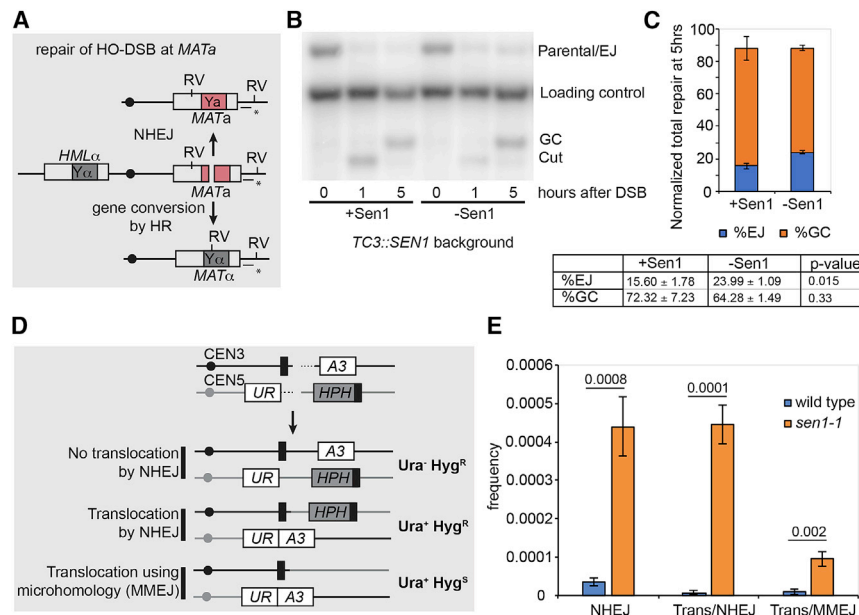 A
repair of HO-DSB at MATa
RV
RV
Ya
*
MATa
NHEJ
HMLα
RV
RV
Yα
*
MATa
gene conversion
by HR
RV
Yα
*
MATα
B
Parental/EJ
Loading control
GC
Cut
0 1 5 0 1 5 hours after DSB
+Sen1 -Sen1
TC3::SEN1 background
C
Normalized total repair at 5hrs
100
80
60
40
20
0
+Sen1 -Sen1
%EJ %GC
+Sen1 -Sen1 p-value
%EJ 15.60 ± 1.78 23.99 ± 1.09 0.015
%GC 72.32 ± 7.23 64.28 ± 1.49 0.33
D
CEN3
A3
CEN5
UR HPH
No translocation
by NHEJ
A3
UR HPH
Ura- HygR
Translocation
by NHEJ
HPH
UR A3
Ura+ HygR
Translocation using
microhomology (MMEJ)
UR A3
Ura+ HygS
E
frequency
0.0006
0.0005
0.0004
0.0003
0.0002
0.0001
0
0.0008
0.0001
0.002
wild type
sen1-1
NHEJ Trans/NHEJ Trans/MMEJ